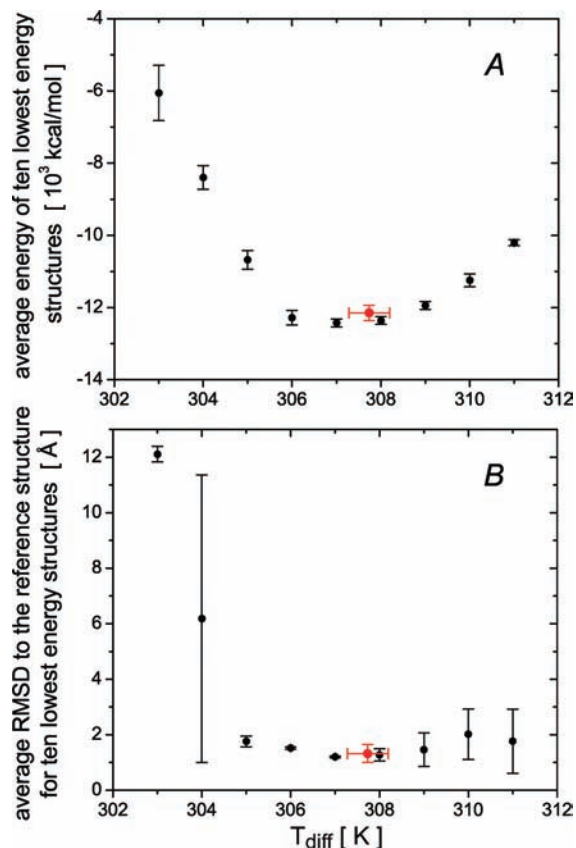 average energy of ten lowest energy
structures [ 10³ kcal/mol]
-4
-6
-8
-10
-12
-14
A
302 304 306 308 310 312
average RMSD to the reference structure
for ten lowest energy structures [ Å]
12
10
8
6
4
2
0
B
302 304 306 308 310 312
T_diff [ K ]